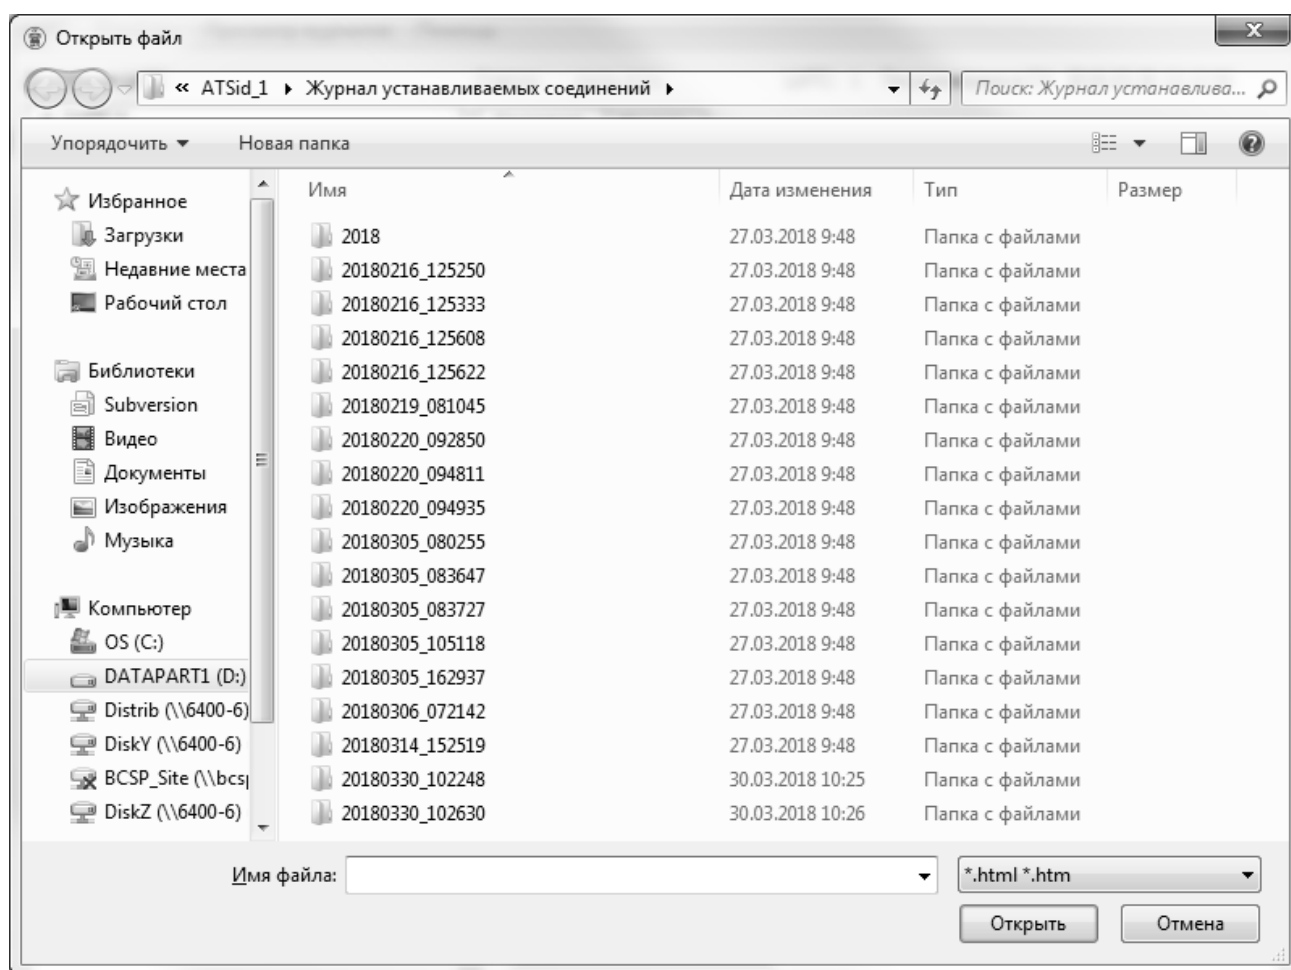 Открыть файл
« ATSid_1 Журнал устанавливаемых соединений
Поиск: Журнал устанавлива...
Упорядочить Новая папка
Имя Дата изменения Тип Размер
Избранное
Загрузки
Недавние места
Рабочий стол
Библиотеки
Subversion
Видео
Документы
Изображения
Музыка
Компьютер
OS (C:)
DATAPART1 (D:)
Distrib (\\6400-6)
DiskY (\\6400-6)
BCSP_Site (\\bcsp
DiskZ (\\6400-6)
2018 27.03.2018 9:48 Папка с файлами
20180216_125250 27.03.2018 9:48 Папка с файлами
20180216_125333 27.03.2018 9:48 Папка с файлами
20180216_125608 27.03.2018 9:48 Папка с файлами
20180216_125622 27.03.2018 9:48 Папка с файлами
20180219_081045 27.03.2018 9:48 Папка с файлами
20180220_092850 27.03.2018 9:48 Папка с файлами
20180220_094811 27.03.2018 9:48 Папка с файлами
20180220_094935 27.03.2018 9:48 Папка с файлами
20180305_080255 27.03.2018 9:48 Папка с файлами
20180305_083647 27.03.2018 9:48 Папка с файлами
20180305_083727 27.03.2018 9:48 Папка с файлами
20180305_105118 27.03.2018 9:48 Папка с файлами
20180305_162937 27.03.2018 9:48 Папка с файлами
20180306_072142 27.03.2018 9:48 Папка с файлами
20180314_152519 27.03.2018 9:48 Папка с файлами
20180330_102248 30.03.2018 10:25 Папка с файлами
20180330_102630 30.03.2018 10:26 Папка с файлами
Имя файла:
*.html *.htm
Открыть Отмена